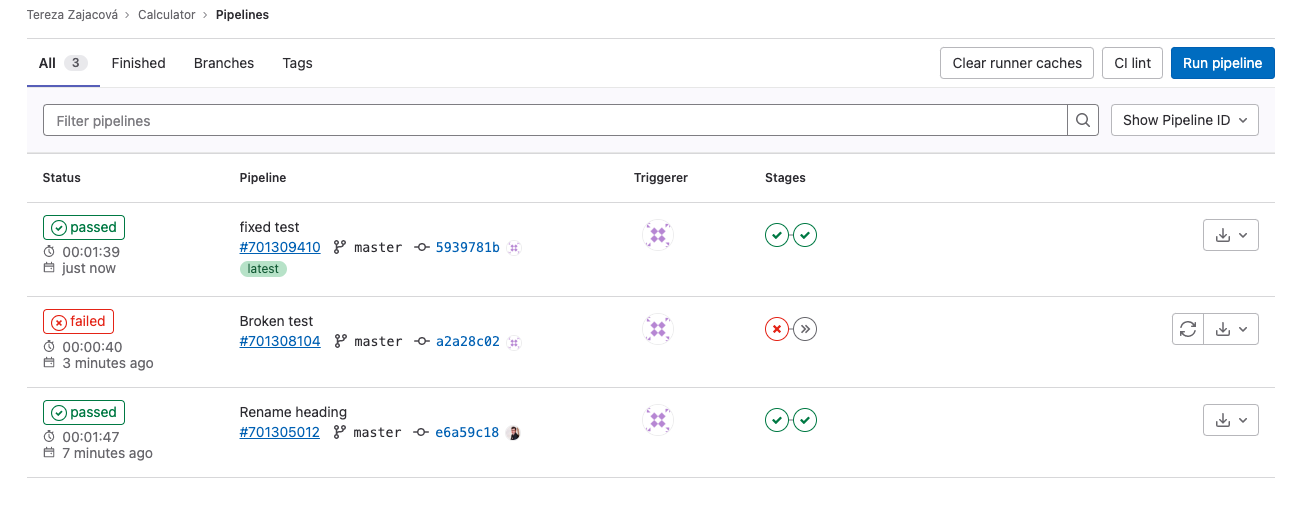 Tereza Zajacová › Calculator › Pipelines
All 3 Finished Branches Tags Clear runner caches CI lint Run pipeline
Filter pipelines Show Pipeline ID
Status Pipeline Triggerer Stages
passed fixed test
00:01:39 #701309410 master 5939781b
just now latest
failed Broken test
00:00:40 #701308104 master a2a28c02
3 minutes ago
passed Rename heading
00:01:47 #701305012 master e6a59c18
7 minutes ago